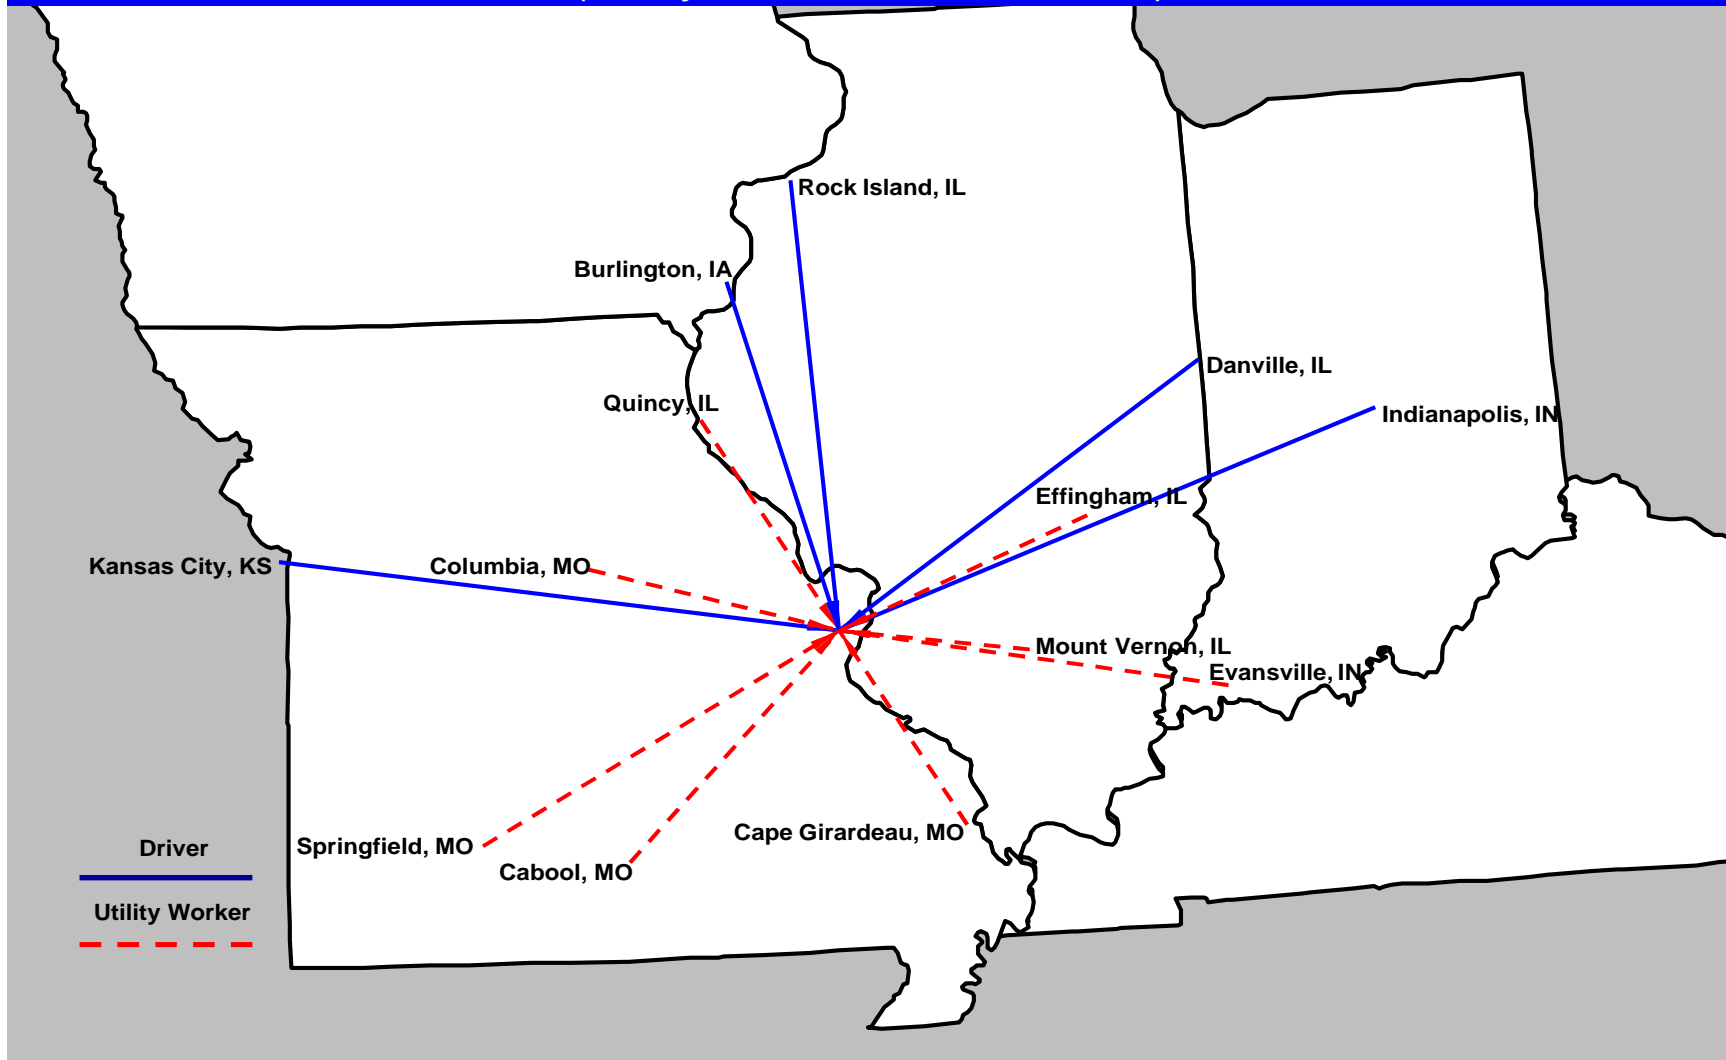 Rock Island, IL
Burlington, IA
Danville, IL
Quincy, IL
Indianapolis, IN
Effingham, IL
Kansas City, KS
Columbia, MO
Mount Vernon, IL
Evansville, IN
Cape Girardeau, MO
Springfield, MO
Cabool, MO
Driver
Utility Worker